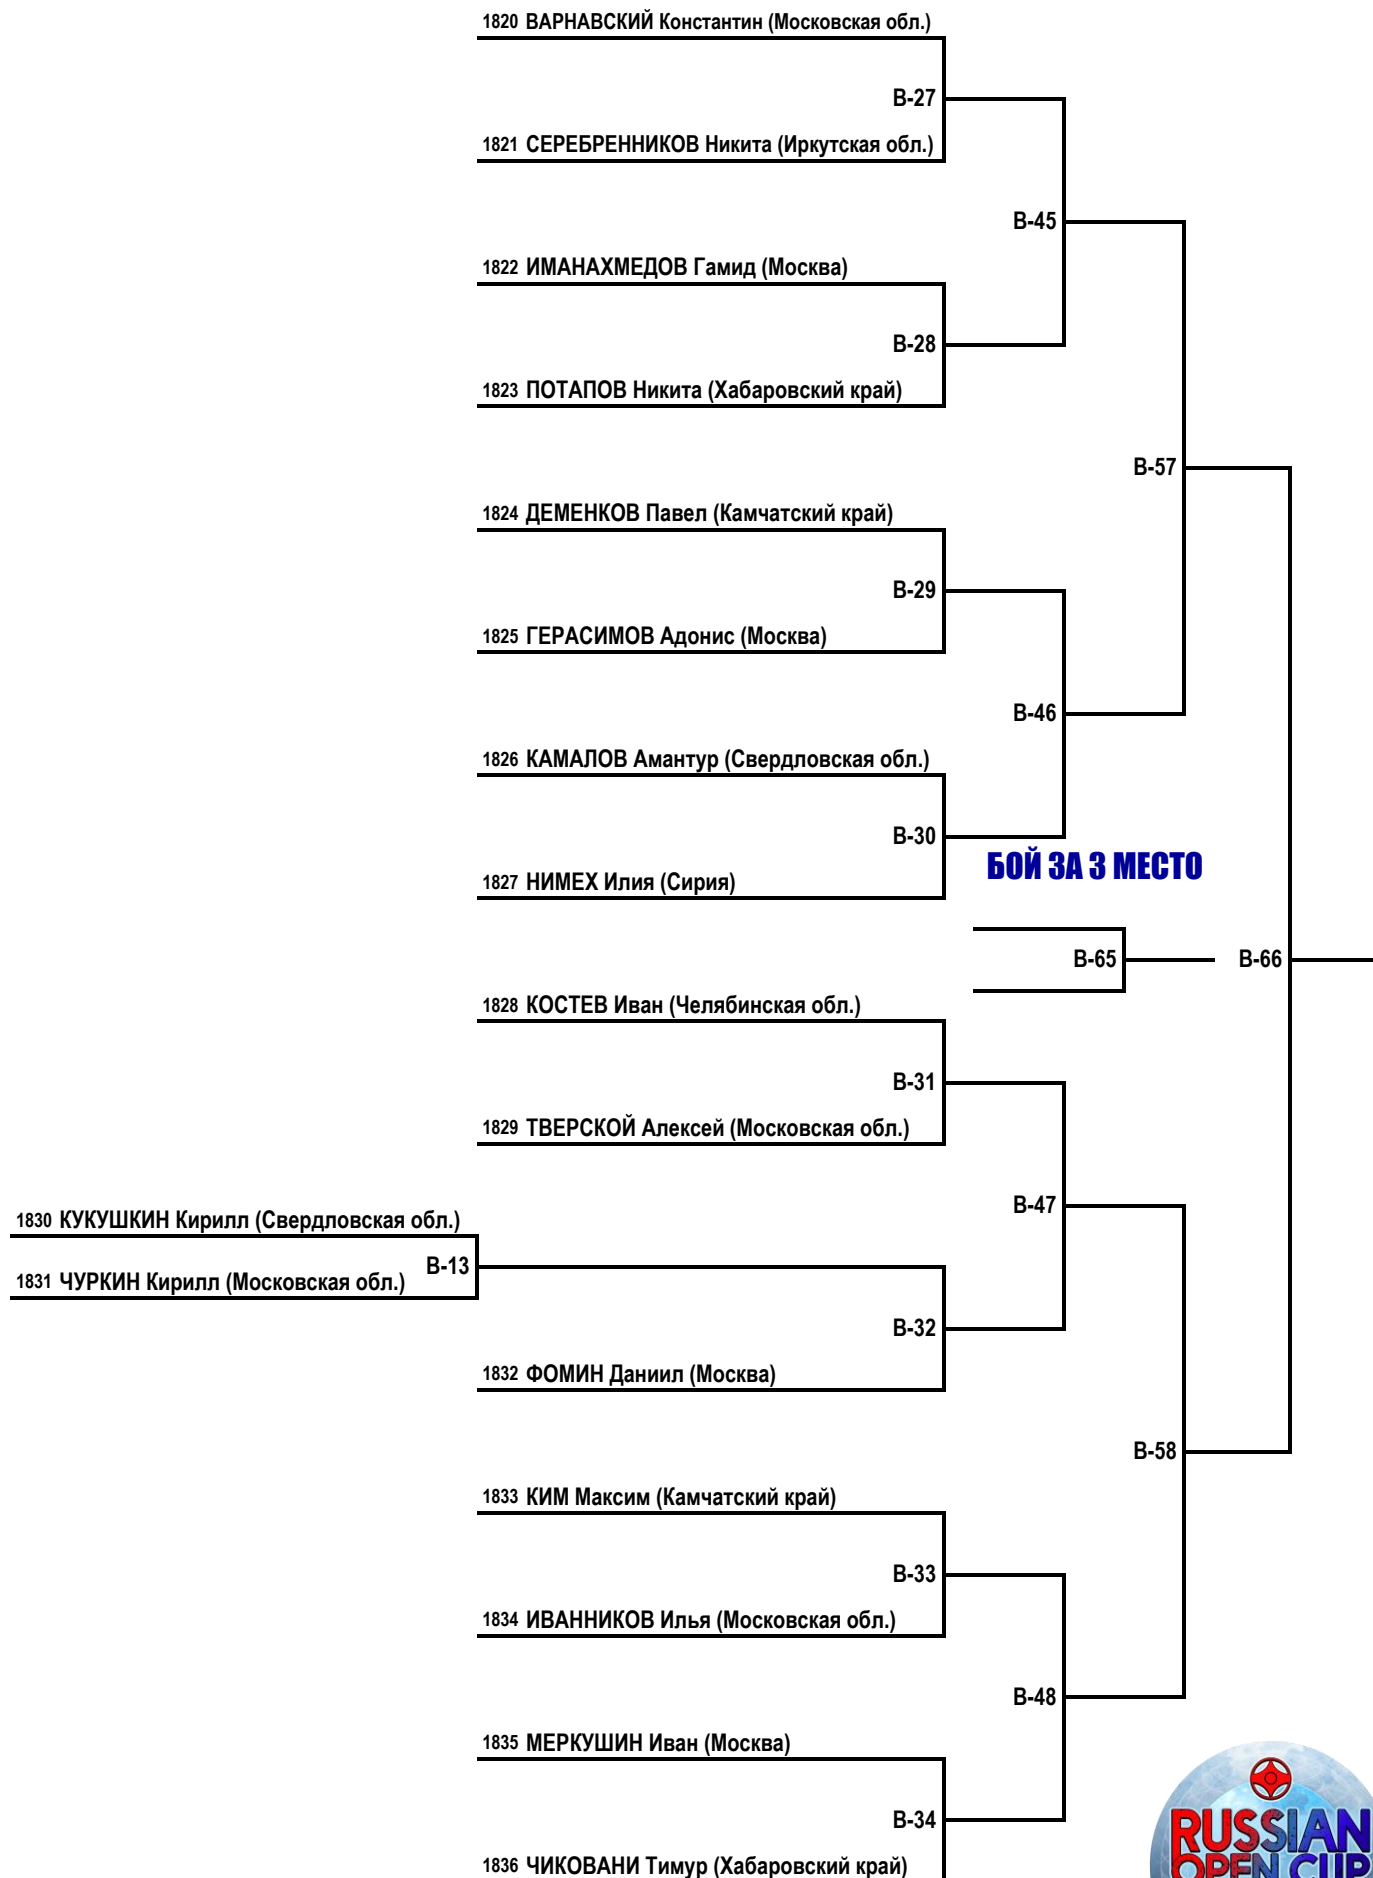 1820 ВАРНАВСКИЙ Константин (Московская обл.)
B-27
1821 СЕРЕБРЕННИКОВ Никита (Иркутская обл.)
B-45
1822 ИМАНАХМЕДОВ Гамид (Москва)
B-28
1823 ПОТАПОВ Никита (Хабаровский край)
B-57
1824 ДЕМЕНКОВ Павел (Камчатский край)
B-29
1825 ГЕРАСИМОВ Адонис (Москва)
B-46
1826 КАМАЛОВ Амантур (Свердловская обл.)
B-30
БОЙ ЗА 3 МЕСТО
1827 НИМЕХ Илия (Сирия)
B-65
B-66
1828 КОСТЕВ Иван (Челябинская обл.)
B-31
1829 ТВЕРСКОЙ Алексей (Московская обл.)
B-47
1830 КУКУШКИН Кирилл (Свердловская обл.)
B-13
1831 ЧУРКИН Кирилл (Московская обл.)
B-32
1832 ФОМИН Даниил (Москва)
B-58
1833 КИМ Максим (Камчатский край)
B-33
1834 ИВАННИКОВ Илья (Московская обл.)
B-48
1835 МЕРКУШИН Иван (Москва)
B-34
1836 ЧИКОВАНИ Тимур (Хабаровский край)
RUSSIAN
OPEN CUP